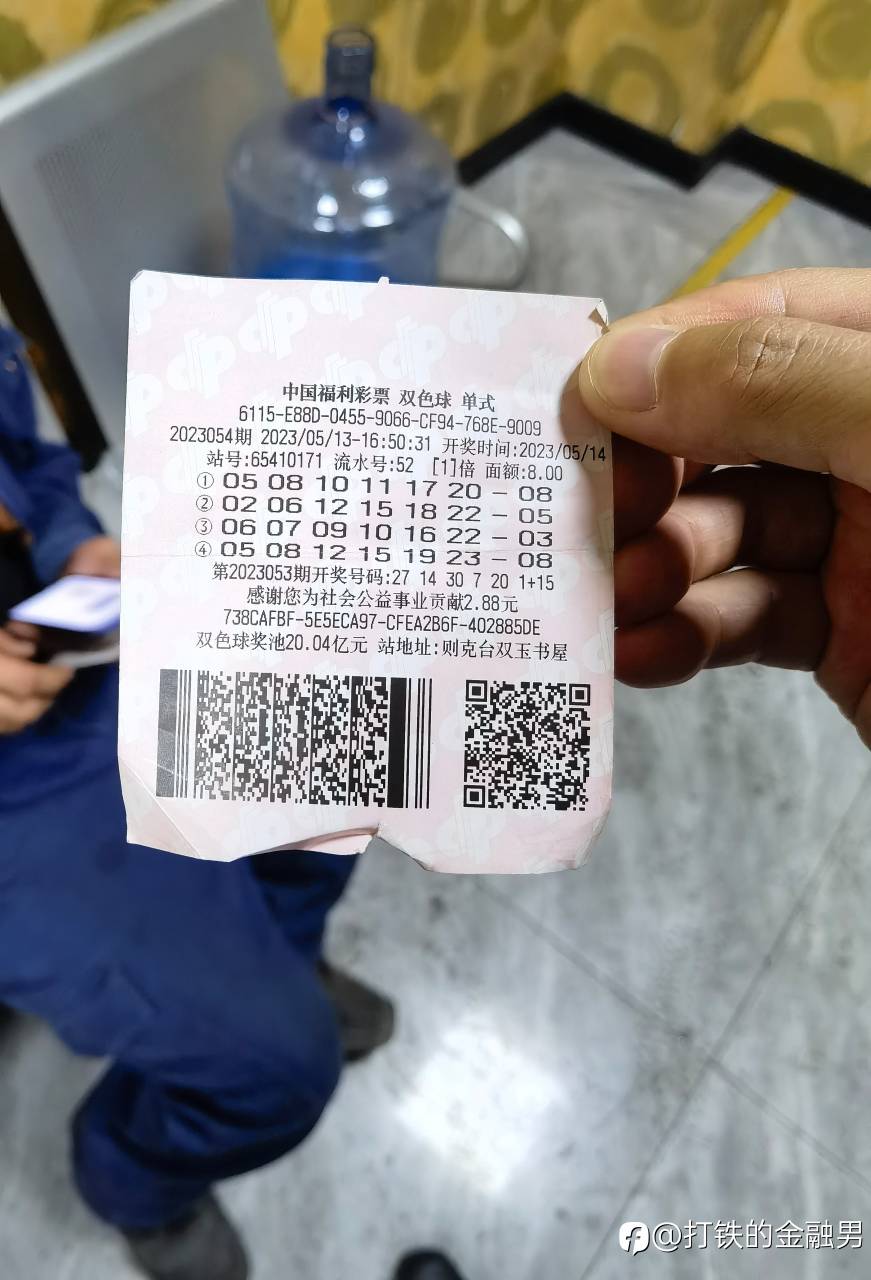 中国福利彩票 双色球 单式
6115-E88D-0455-9066-CF94-768E-9009
2023054期 2023/05/13-16:50:31 开奖时间:2023/05/14
站号:65410171 流水号:52 [1]倍 面额:8.00
① 05 08 10 11 17 20 – 08
② 02 06 12 15 18 22 – 05
③ 06 07 09 10 16 22 – 03
④ 05 08 12 15 19 23 – 08
第2023053期开奖号码:27 14 30 7 20 1+15
感谢您为社会公益事业贡献2.88元
738CAFBF-5E5ECA97-CFEA2B6F-402885DE
双色球奖池20.04亿元 站地址:则克台双玉书屋
@打铁的金融男